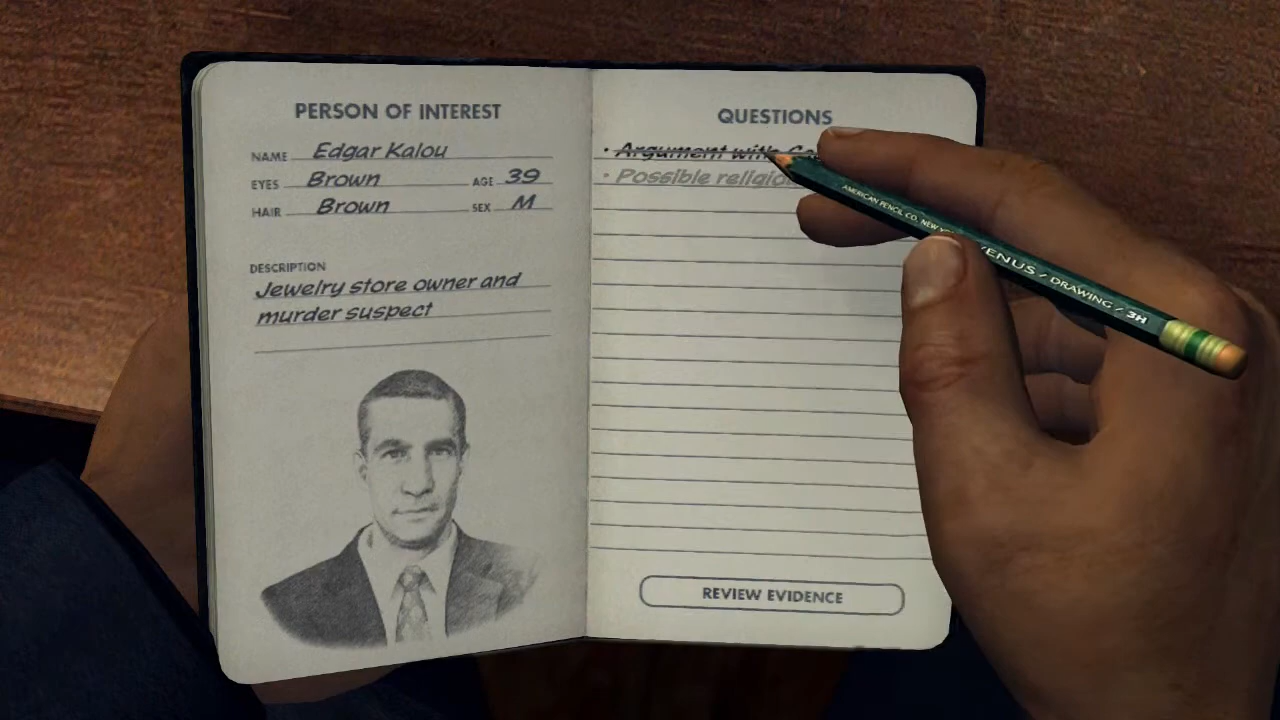 PERSON OF INTEREST
NAME Edgar Kalou
EYES Brown AGE 39
HAIR Brown SEX M
DESCRIPTION
Jewelry store owner and
murder suspect
QUESTIONS
· Argument with
· Possible
REVIEW EVIDENCE
AMERICAN PENCIL CO. NEW VENUS / DRAWING / 3H